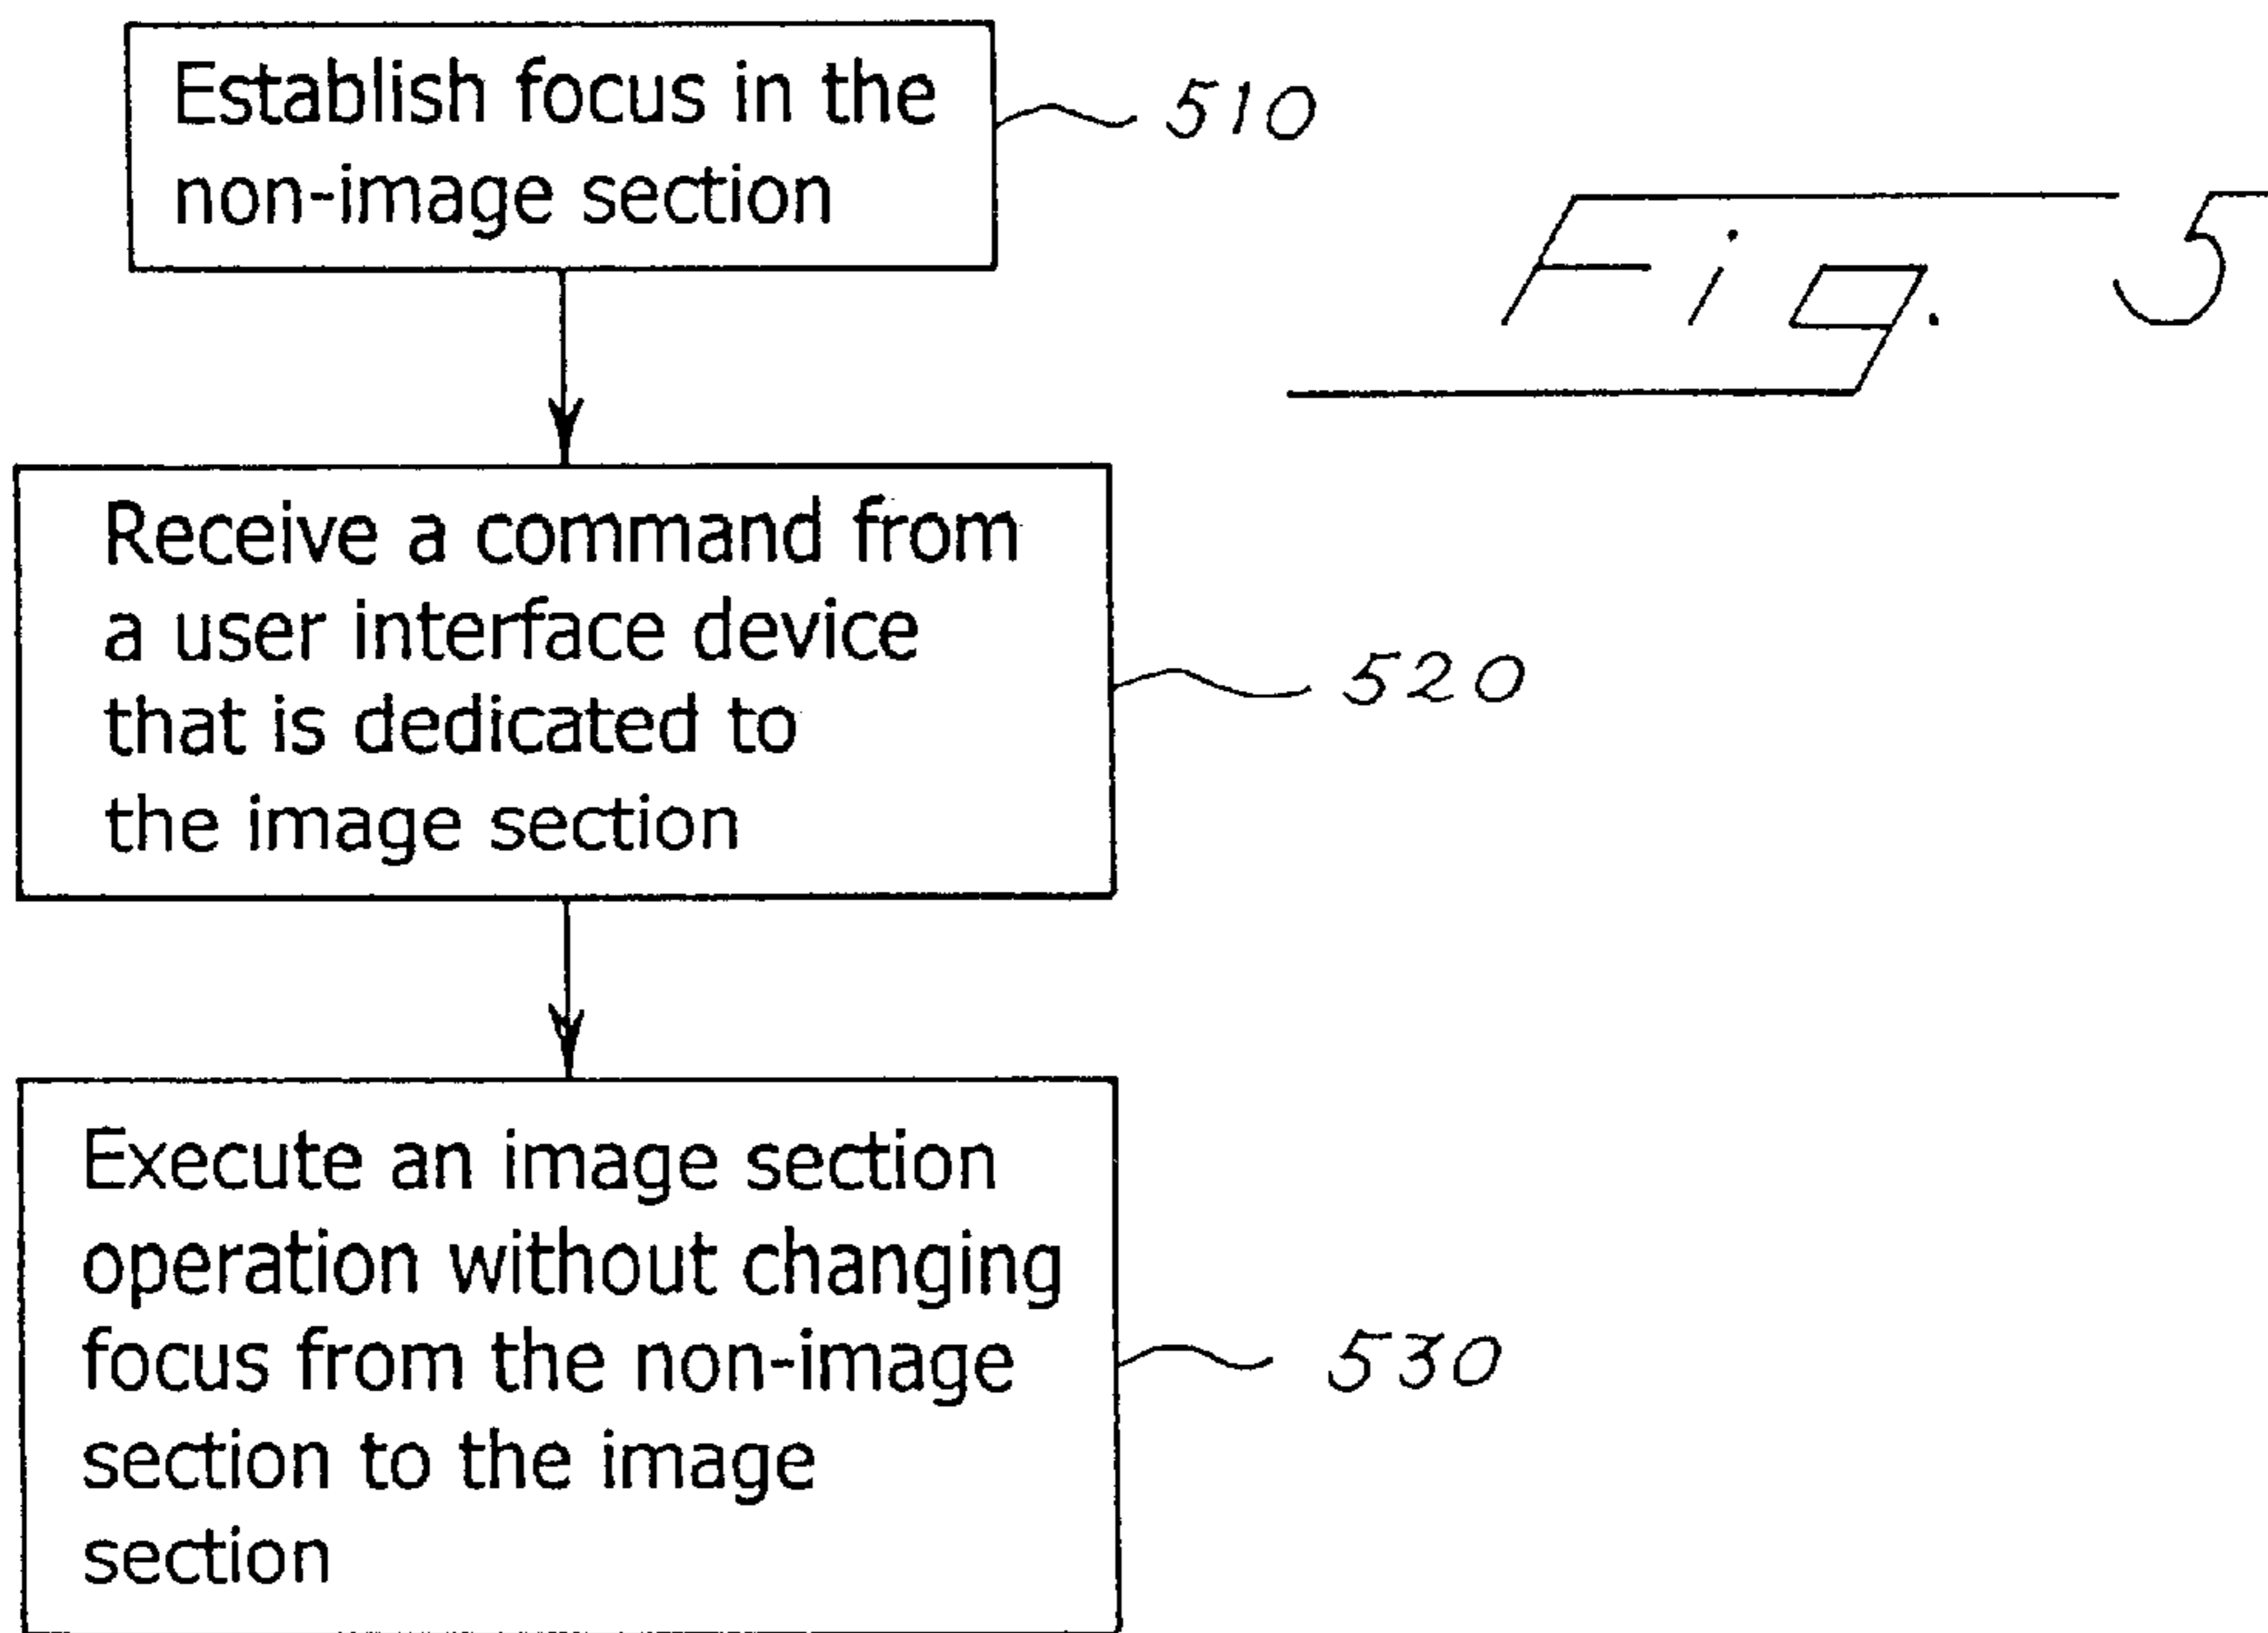 Establish focus in the
non-image section
510
Fig. 5
Receive a command from
a user interface device
that is dedicated to
the image section
520
Execute an image section
operation without changing
focus from the non-image
section to the image
section
530